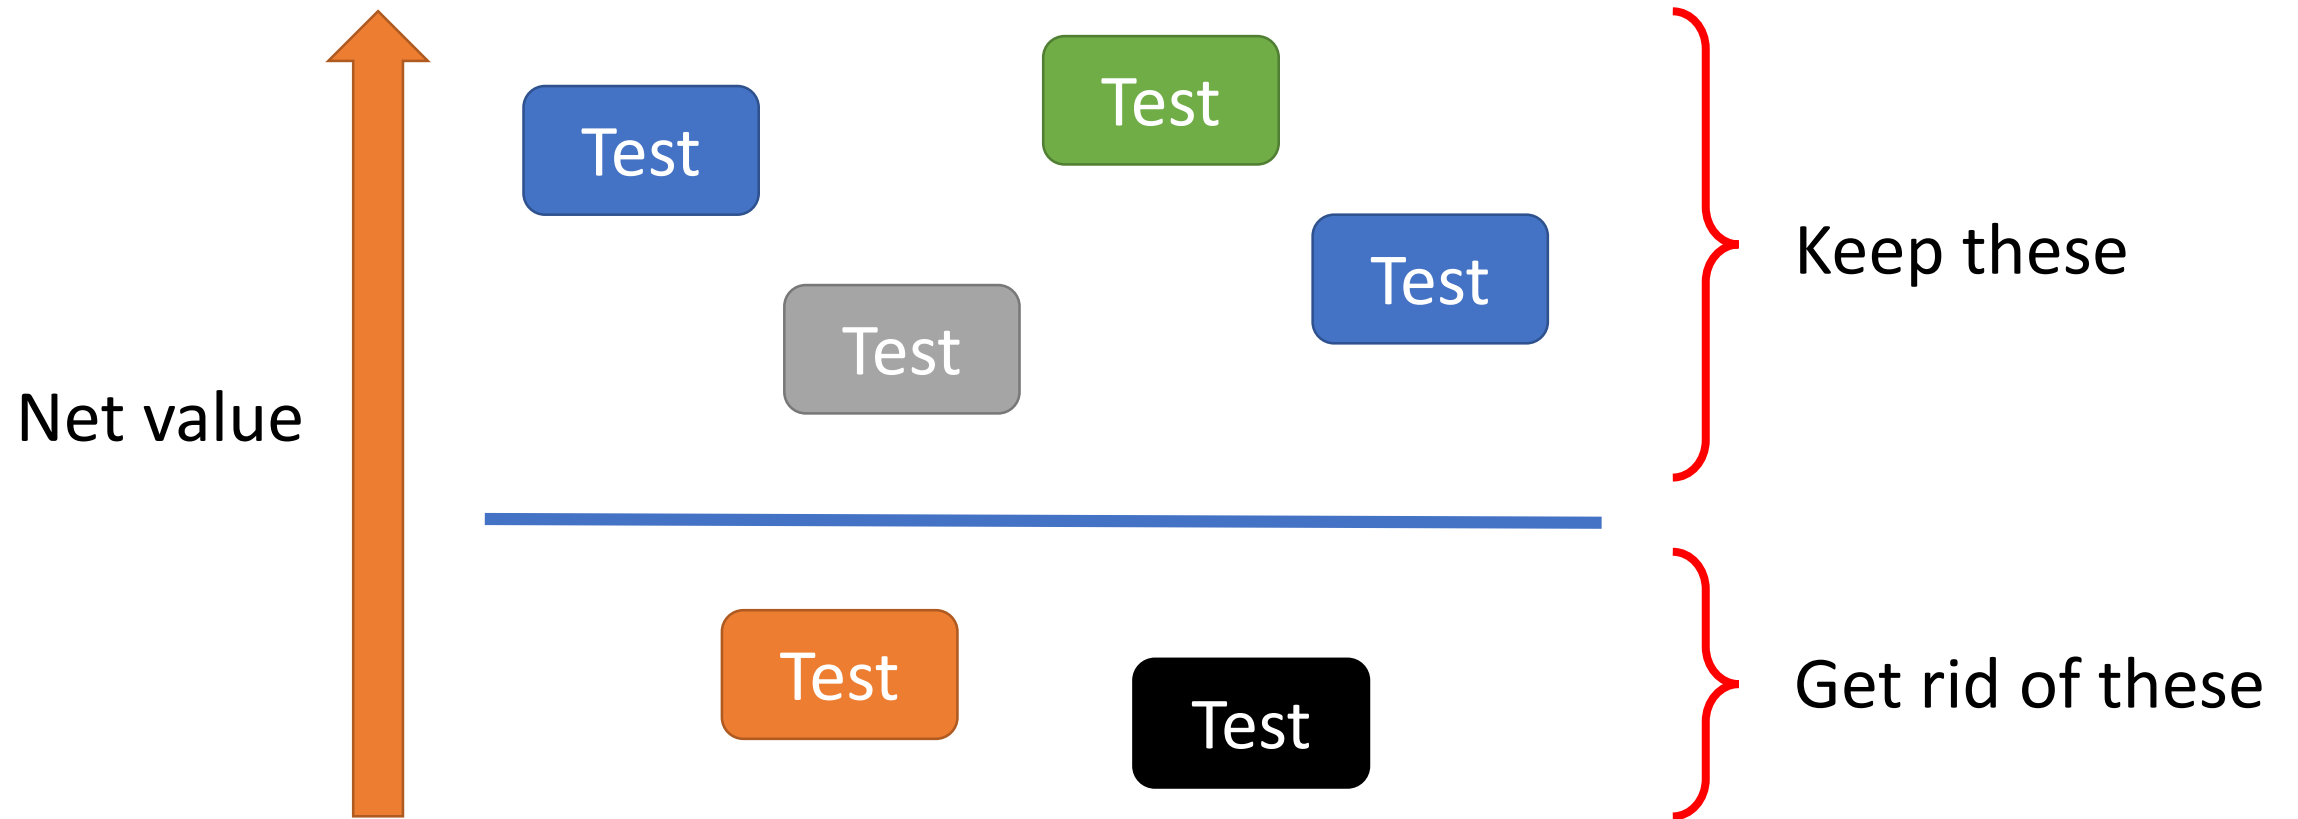 Test
Test
Test
Keep these
Test
Net value
Test
Get rid of these
Test